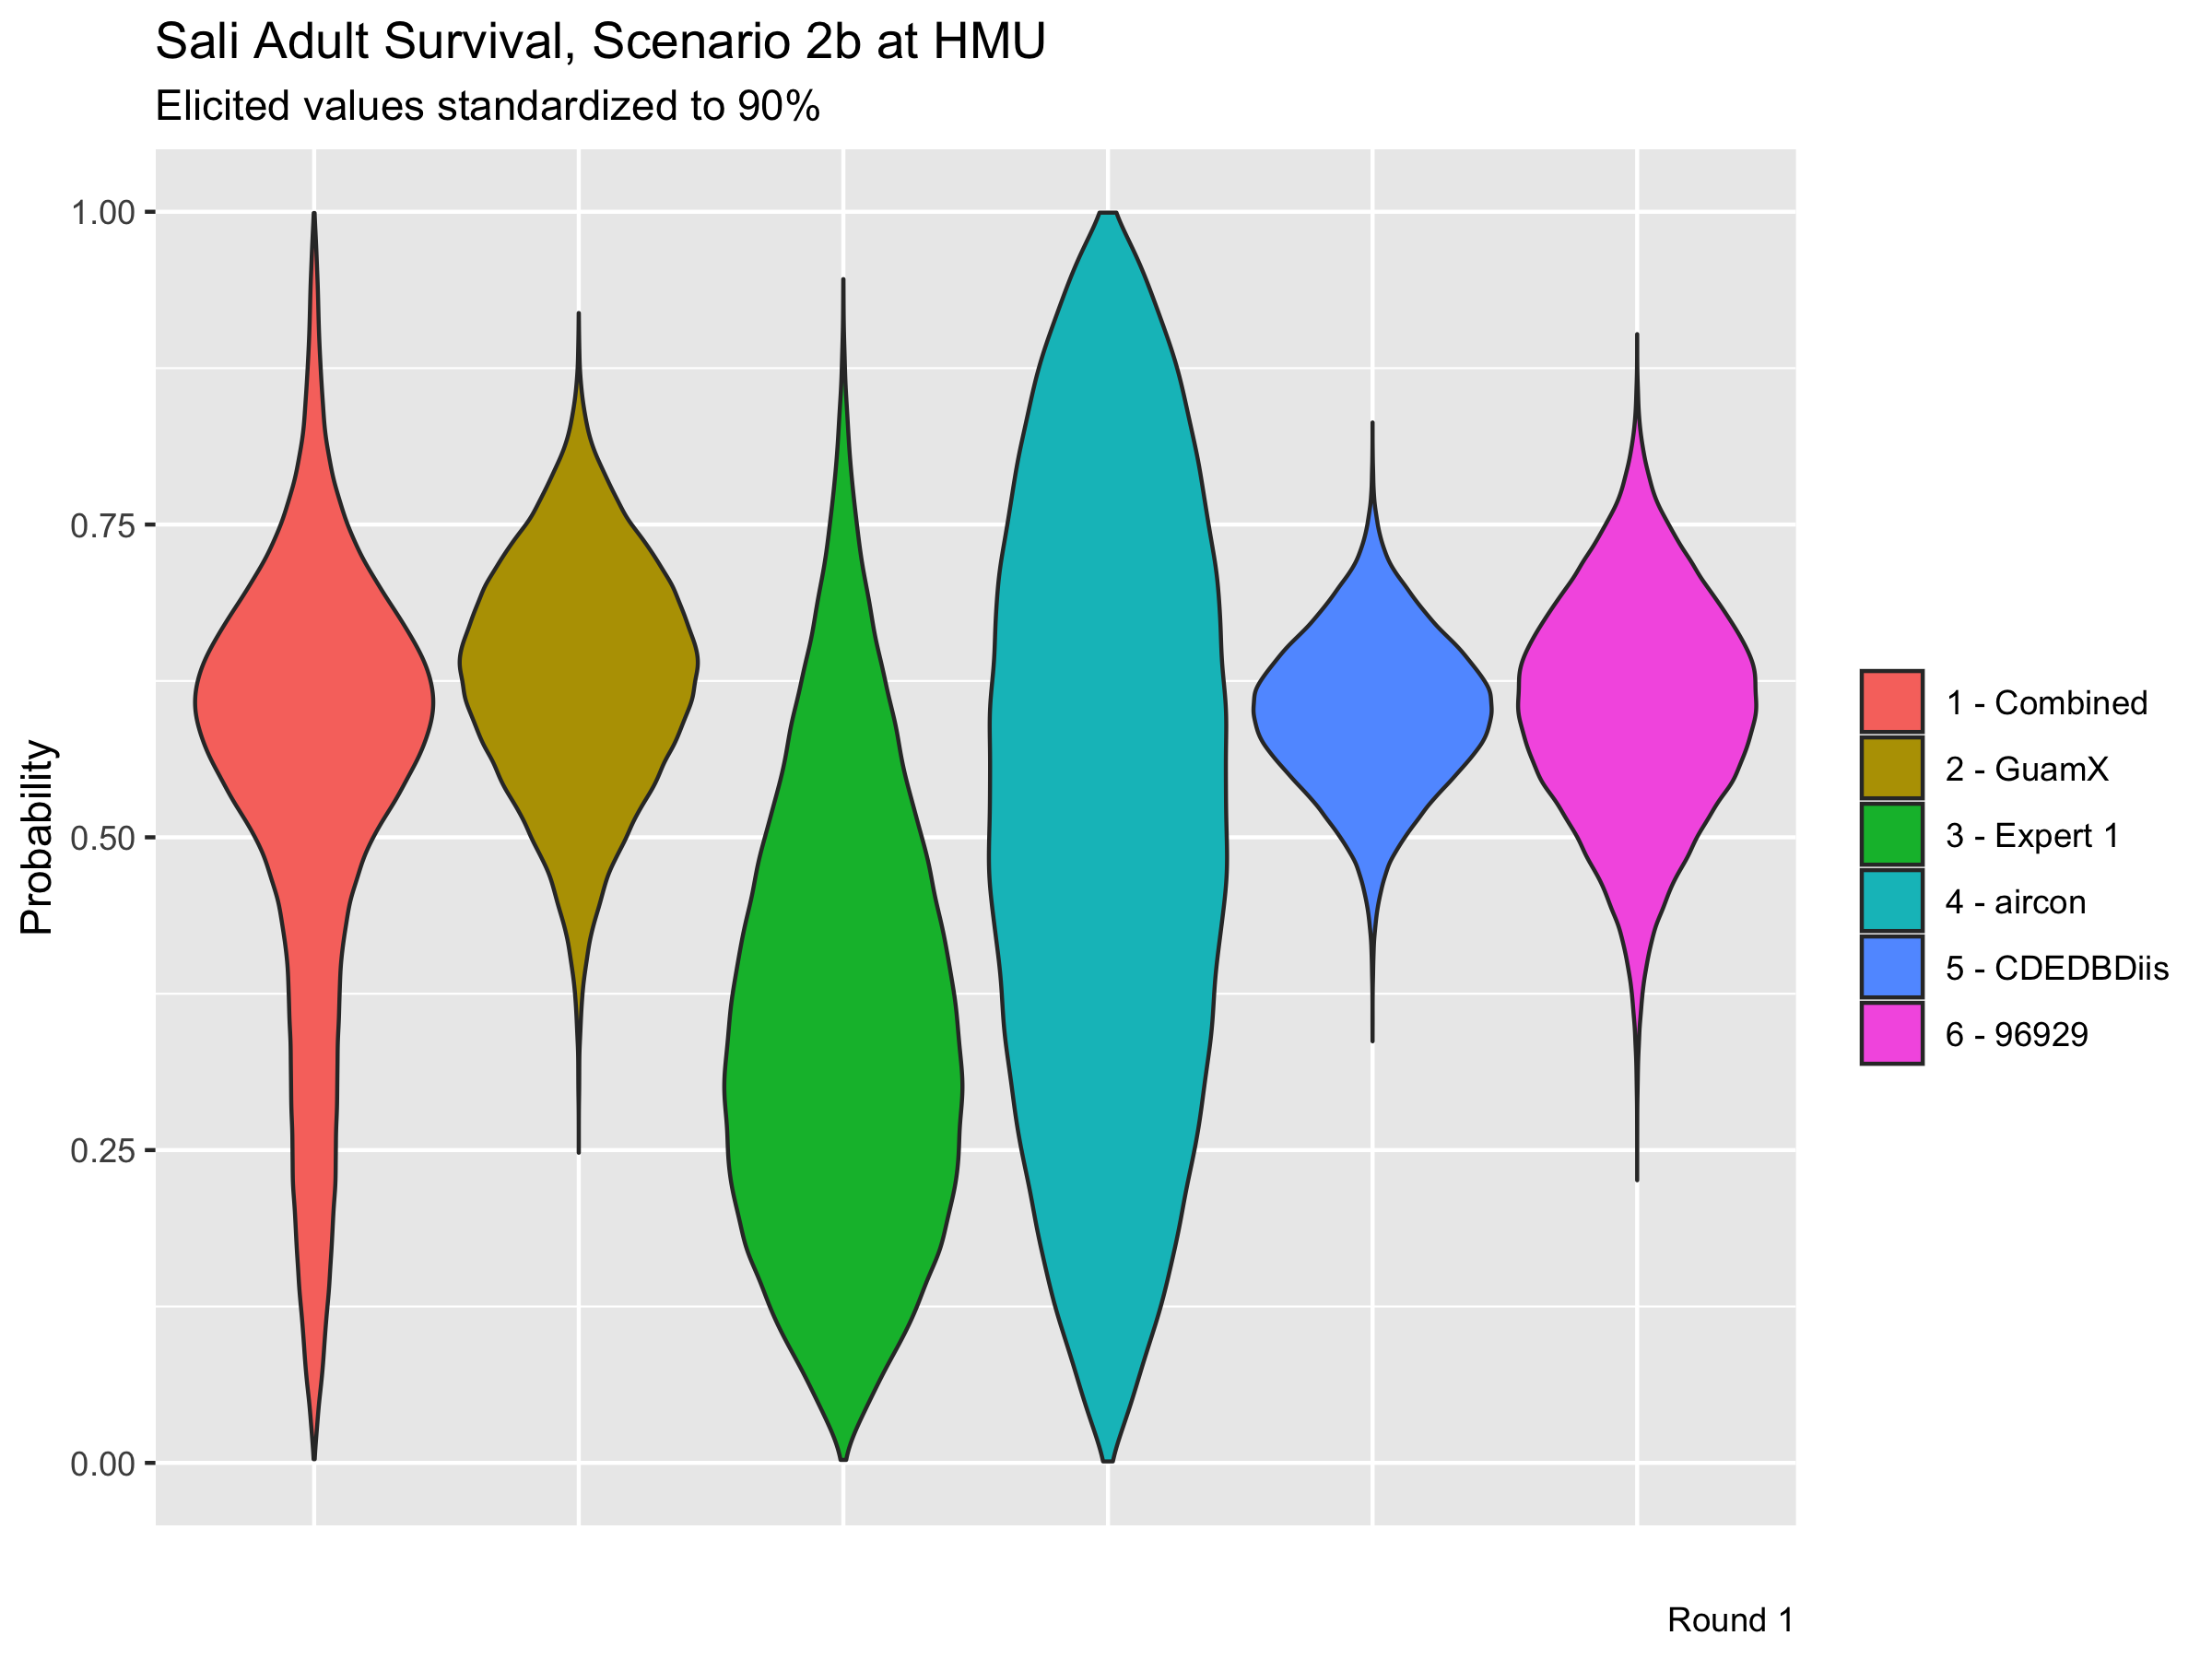 Sali Adult Survival, Scenario 2b at HMU
Elicited values standardized to 90%
Probability
1.00
0.75
0.50
0.25
0.00
1 - Combined
2 - GuamX
3 - Expert 1
4 - aircon
5 - CDEDBDiis
6 - 96929
Round 1